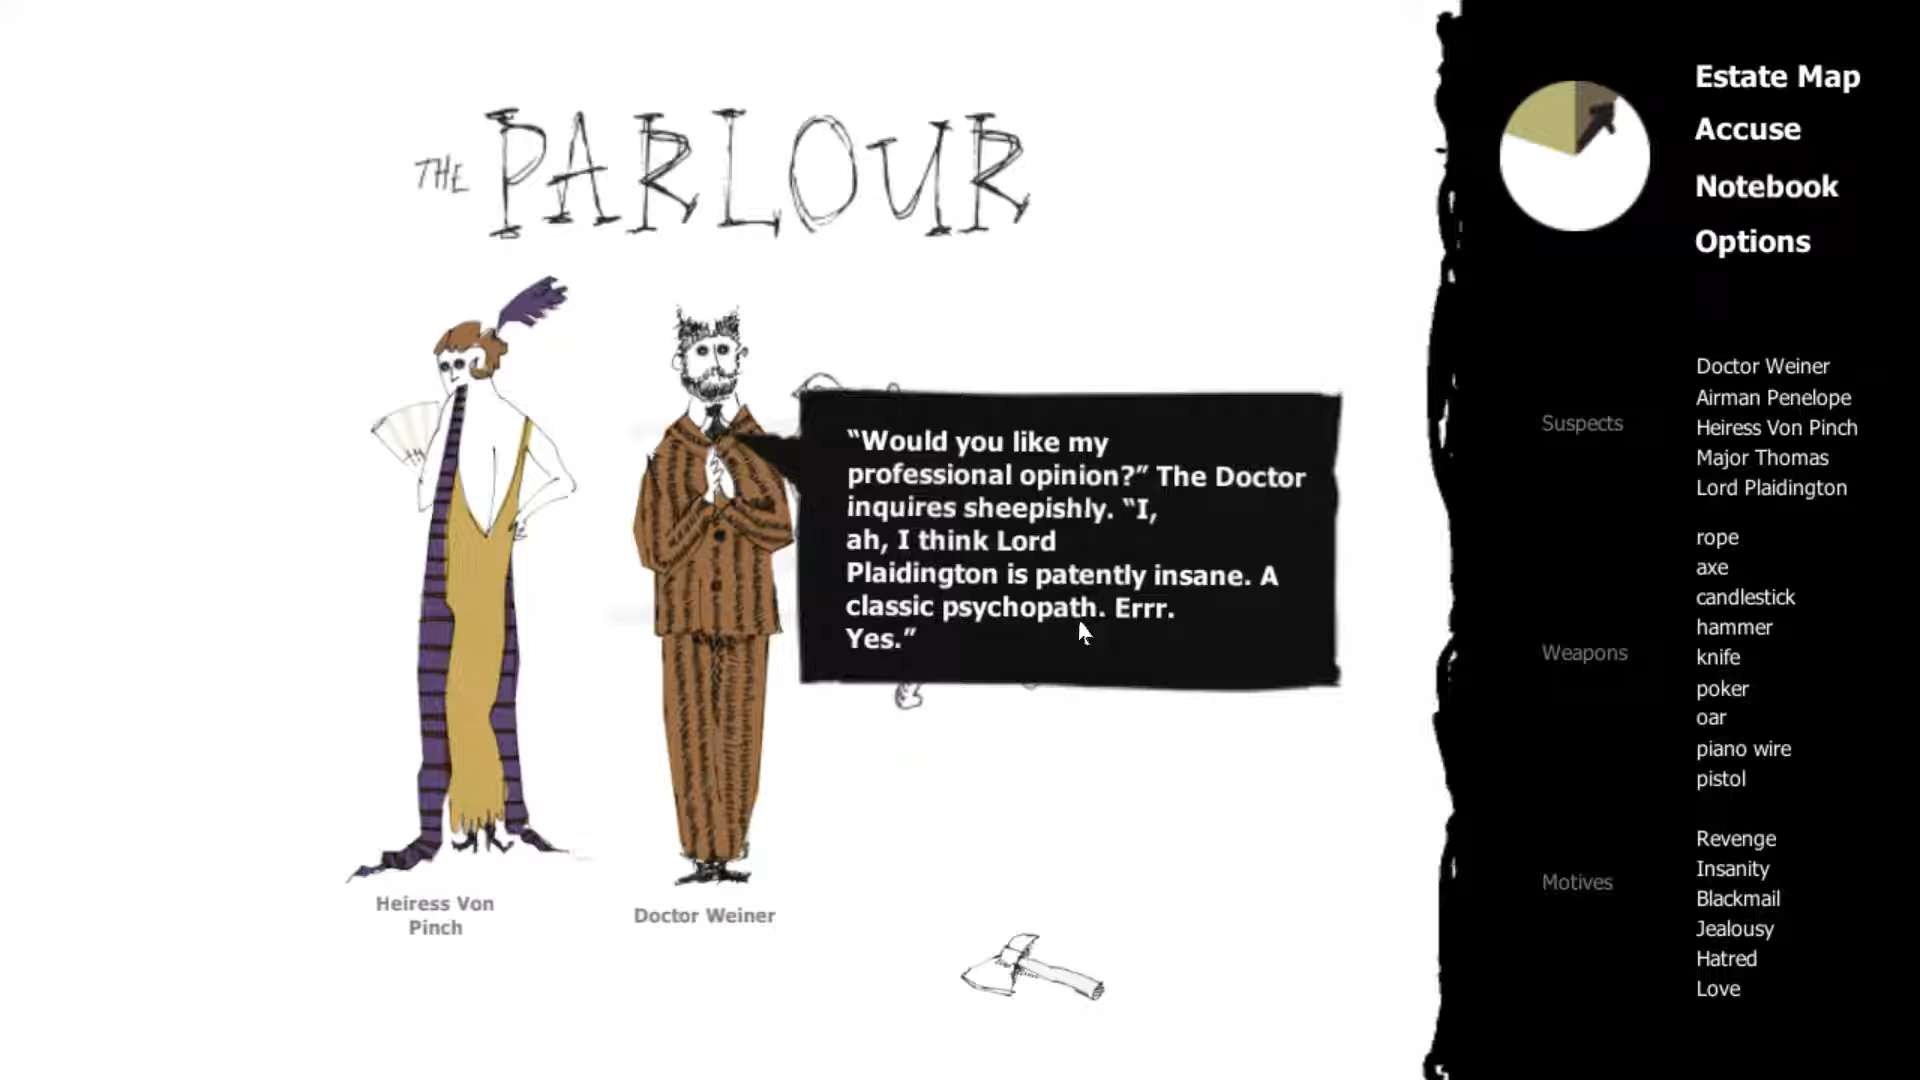 THE PARLOUR
“Would you like my
professional opinion?” The Doctor
inquires sheepishly. “I,
ah, I think Lord
Plaidington is patently insane. A
classic psychopath. Errr.
Yes.”
Heiress Von
Pinch
Doctor Weiner
Estate Map
Accuse
Notebook
Options
Suspects
Doctor Weiner
Airman Penelope
Heiress Von Pinch
Major Thomas
Lord Plaidington
Weapons
rope
axe
candlestick
hammer
knife
poker
oar
piano wire
pistol
Motives
Revenge
Insanity
Blackmail
Jealousy
Hatred
Love